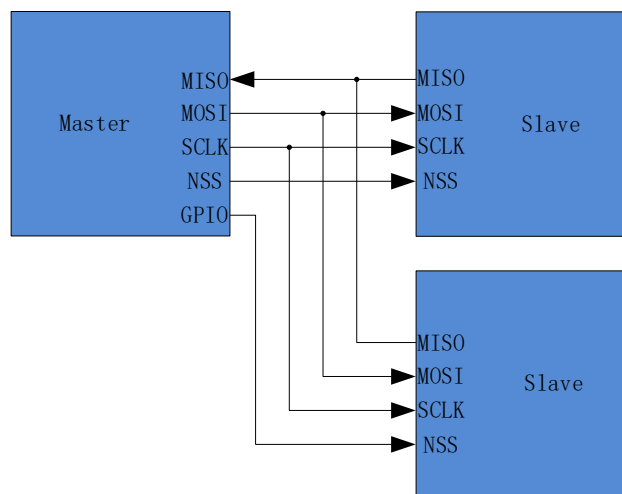 Master
MISO
MOSI
SCLK
NSS
GPIO
MISO
MOSI
SCLK
NSS
Slave
MISO
MOSI
SCLK
NSS
Slave